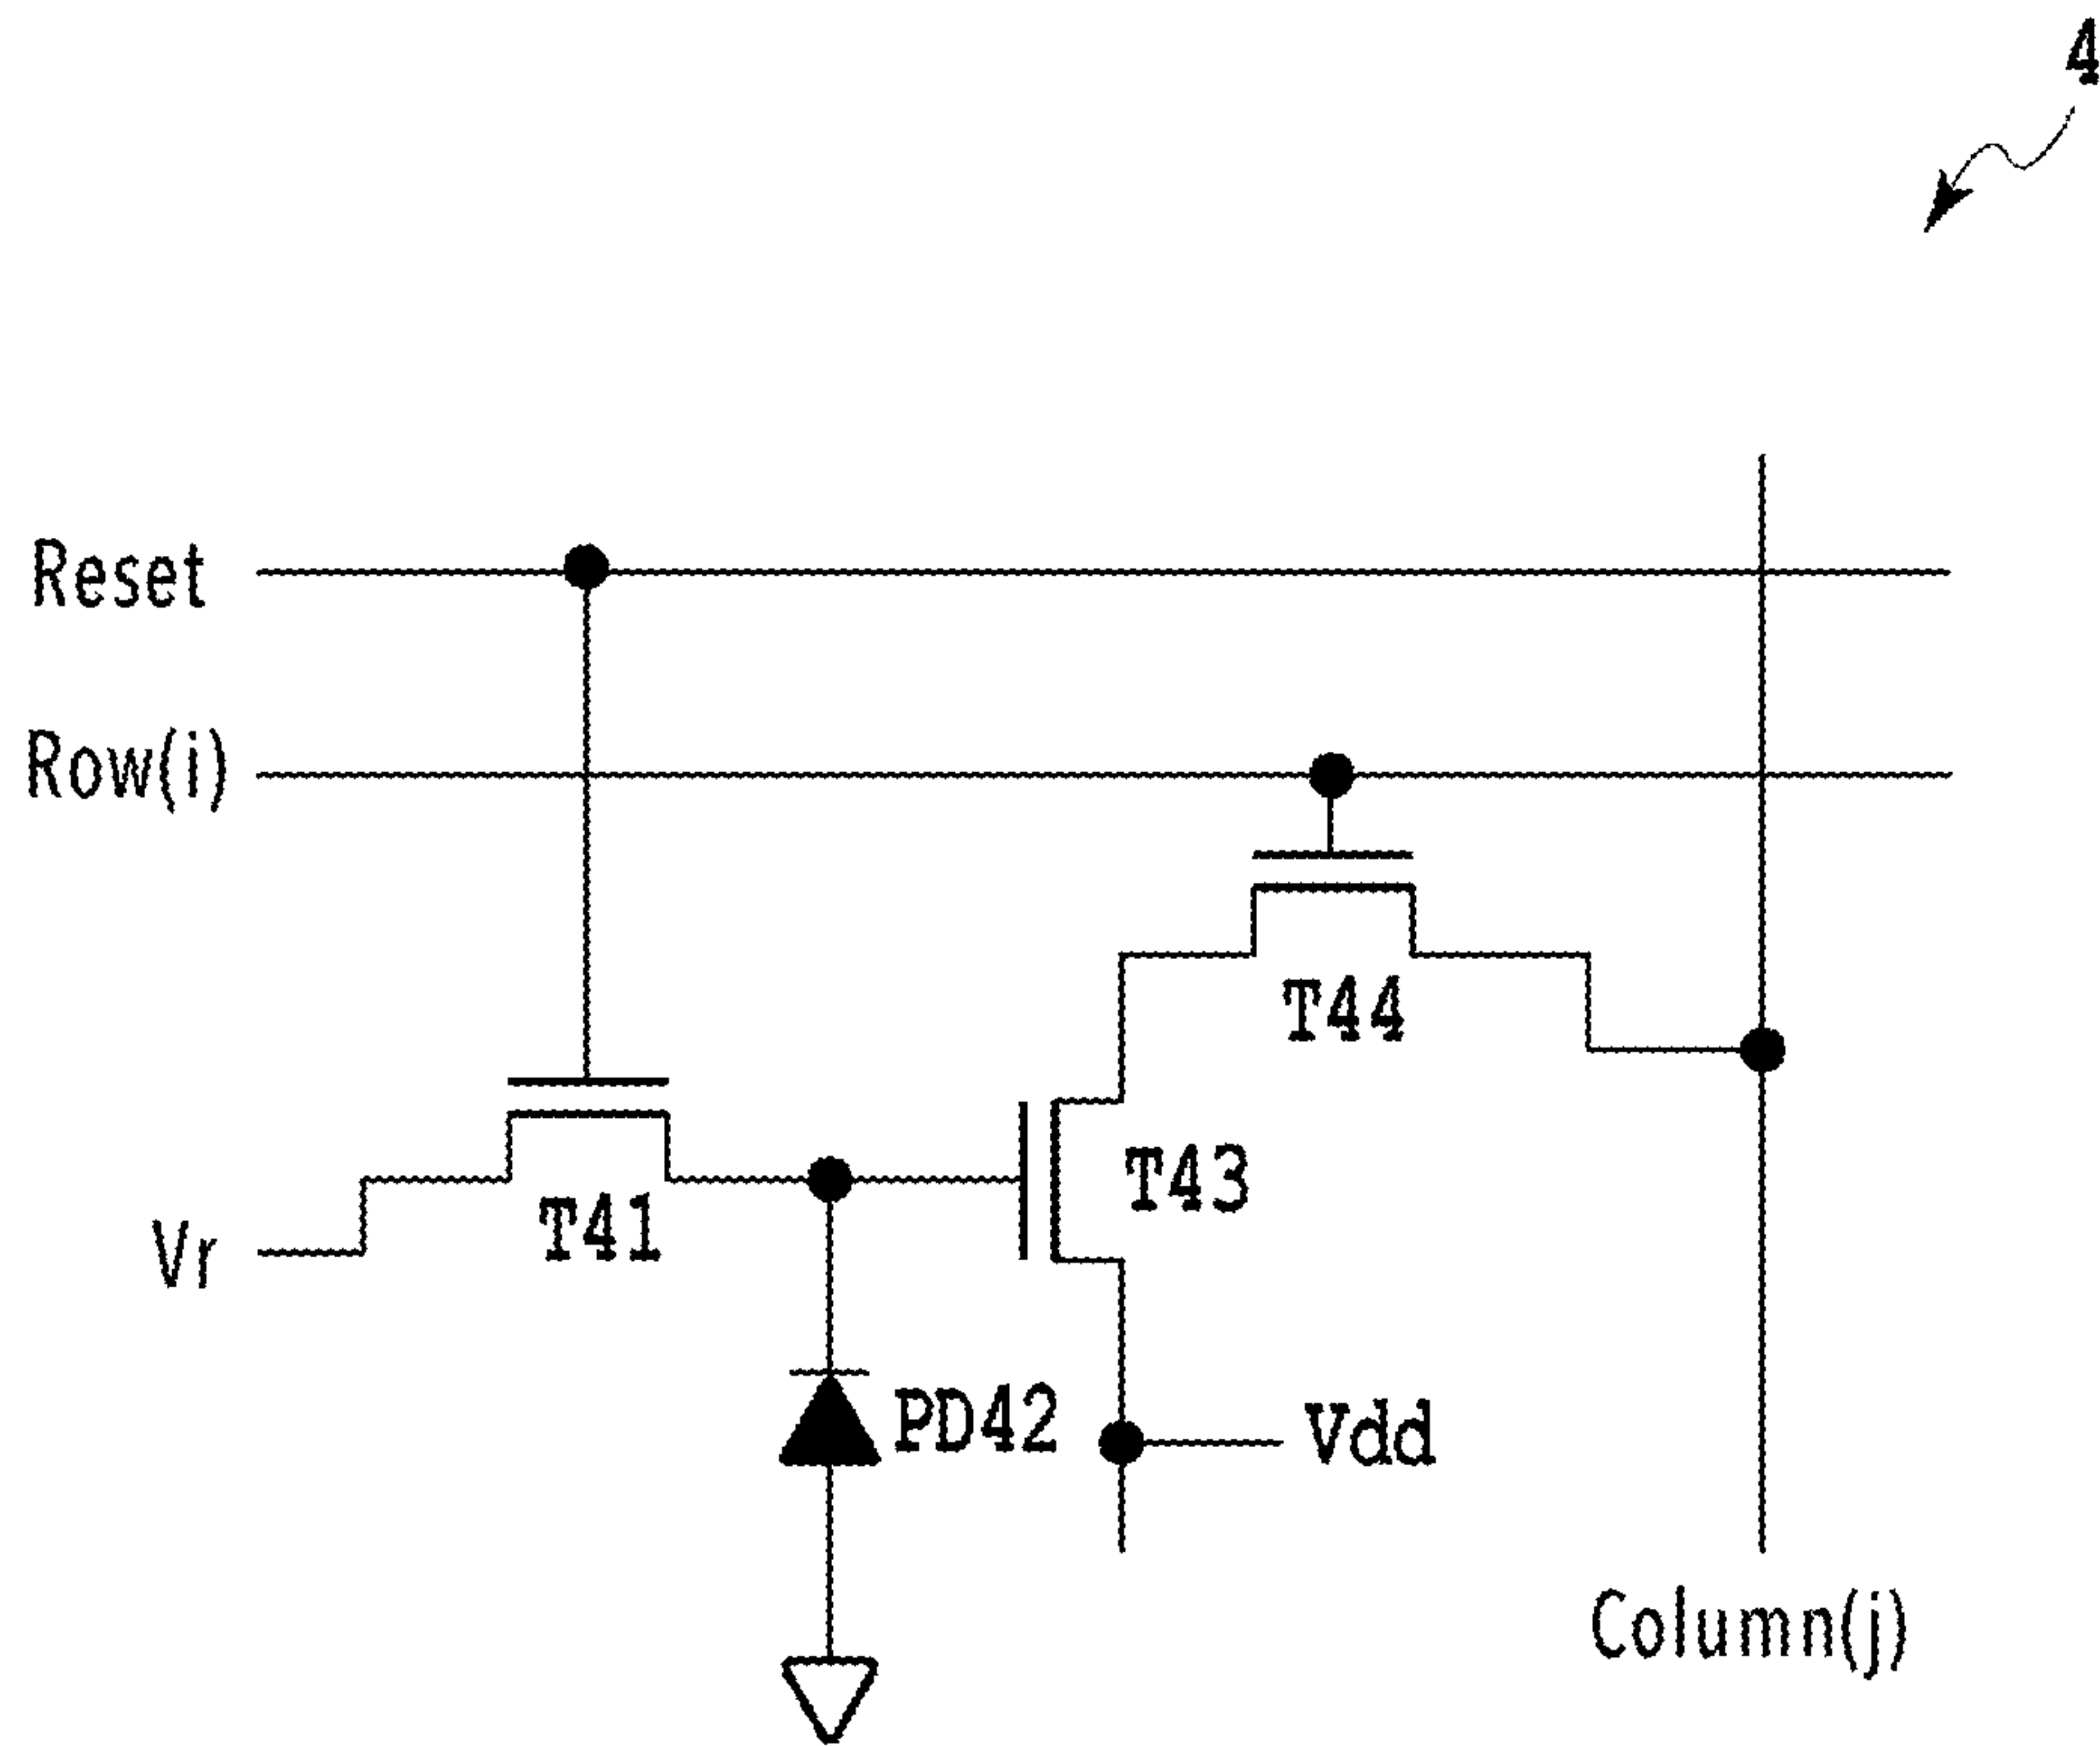 4
Reset
Row(i)
T44
T43
T41
Vr
PD42
Vdd
Column(j)